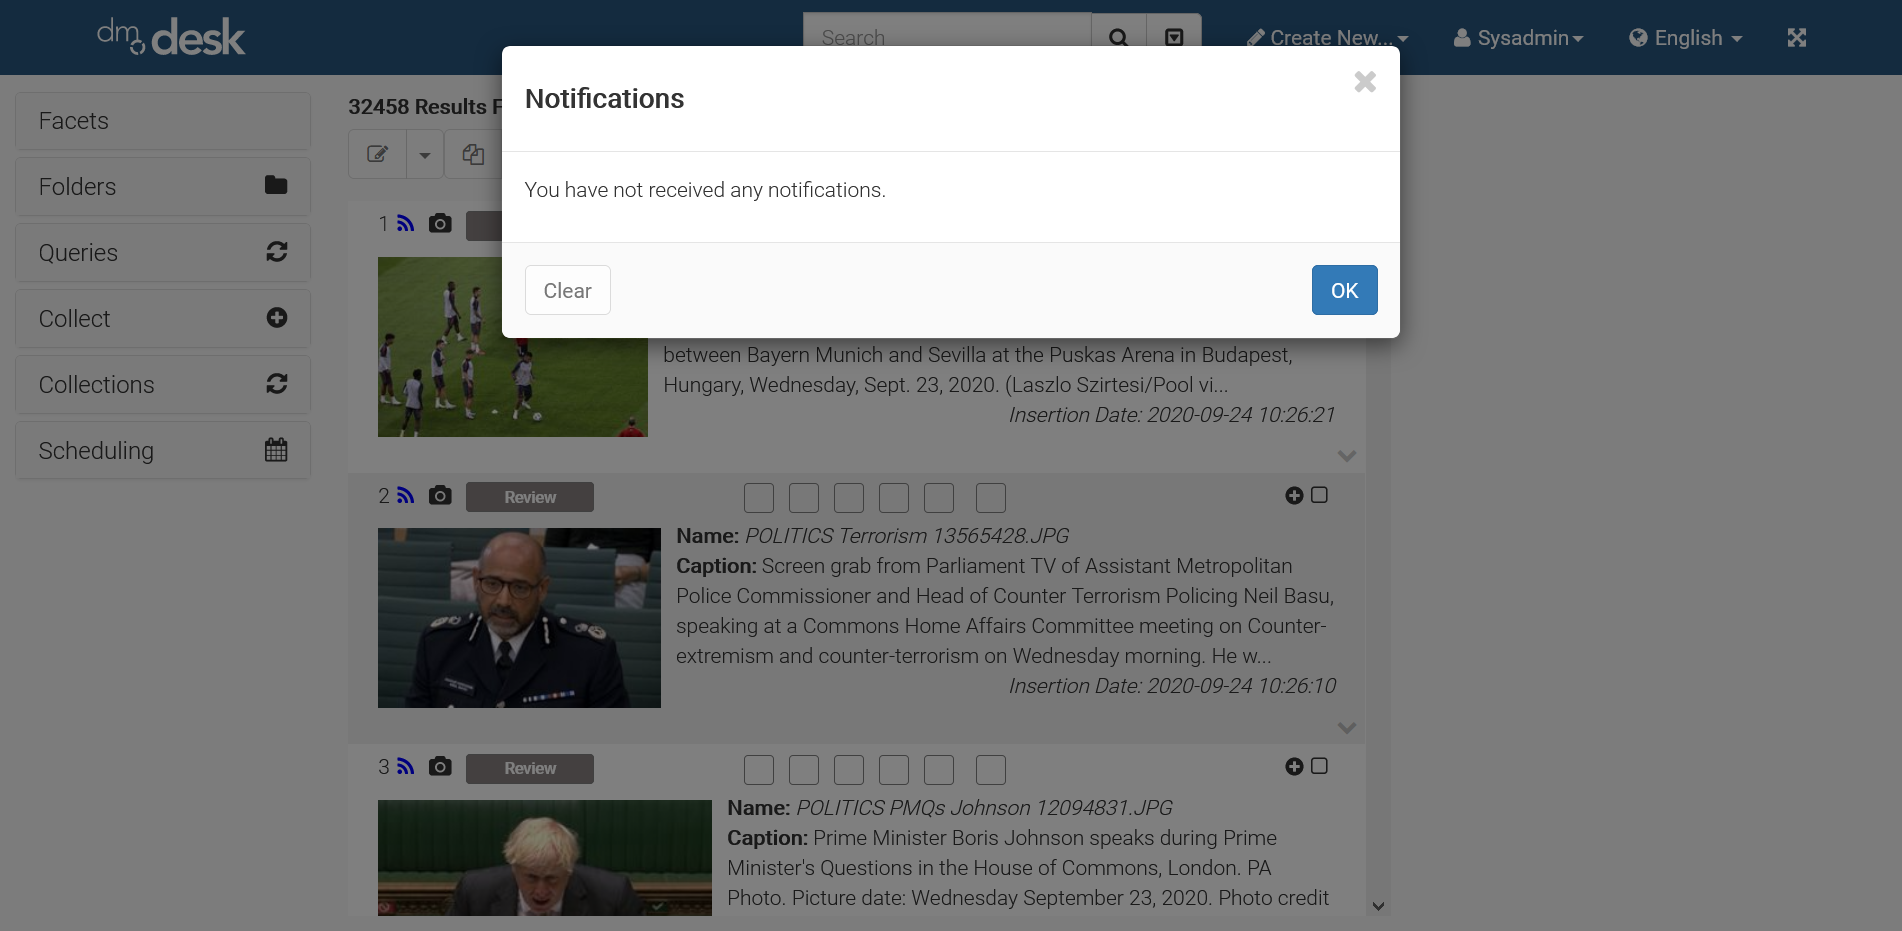 dm desk
Search
Create New...
Sysadmin
English
Notifications
You have not received any notifications.
Clear
OK
Facets
Folders
Queries
Collect
Collections
Scheduling
32458 Results
1
between Bayern Munich and Sevilla at the Puskas Arena in Budapest,
Hungary, Wednesday, Sept. 23, 2020. (Laszlo Szirtesi/Pool vi...
Insertion Date: 2020-09-24 10:26:21
2 Review
Name: POLITICS Terrorism 13565428.JPG
Caption: Screen grab from Parliament TV of Assistant Metropolitan
Police Commissioner and Head of Counter Terrorism Policing Neil Basu,
speaking at a Commons Home Affairs Committee meeting on Counter-
extremism and counter-terrorism on Wednesday morning. He w...
Insertion Date: 2020-09-24 10:26:10
3 Review
Name: POLITICS PMQs Johnson 12094831.JPG
Caption: Prime Minister Boris Johnson speaks during Prime
Minister's Questions in the House of Commons, London. PA
Photo. Picture date: Wednesday September 23, 2020. Photo credit